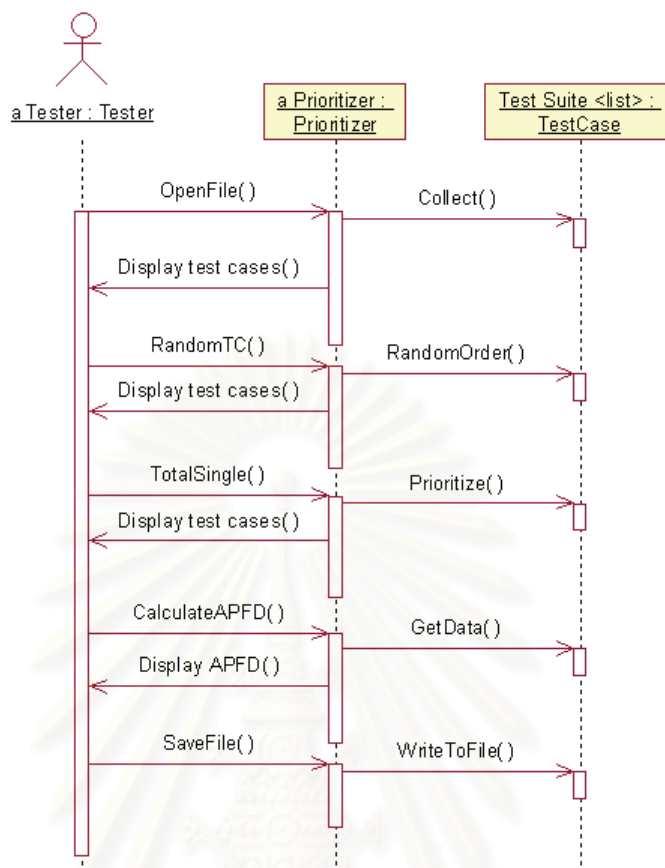 a Tester : Tester
a Prioritizer :
Prioritizer
Test Suite <list> :
TestCase
OpenFile( )
Collect( )
Display test cases( )
RandomTC( )
RandomOrder( )
Display test cases( )
TotalSingle( )
Prioritize( )
Display test cases( )
CalculateAPFD( )
GetData( )
Display APFD( )
SaveFile( )
WriteToFile( )